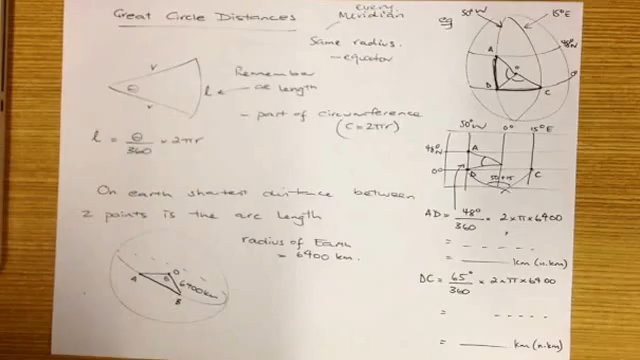 Great Circle Distances
every
Meridian
Same radius.
- equator
r
θ
r
l
Remember
arc length
- part of circumference
(C = 2πr)
l = θ/360 × 2πr
On earth shortest distance between
2 points is the arc length
radius of Earth
= 6400 km.
A
O
θ
B
6400km
eg
50°W
15°E
48°N
0°
A
O
D
C
50°W
0°
15°E
48°N
A
0°
D
50+15
C
AD = 48°/360 × 2×π×6400
= - - - - - -
= ____ km (n.km)
DC = 65°/360 × 2×π×6400
= - - - - -
= ____ km (n.km)